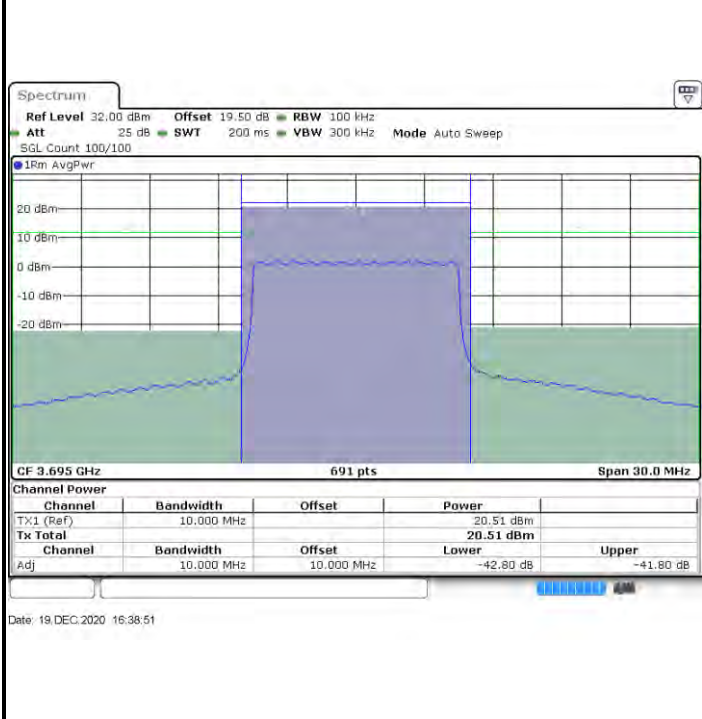 Spectrum
Ref Level 32.00 dBm Offset 19.50 dB RBW 100 kHz
Att 25 dB SWT 200 ms VBW 300 kHz Mode Auto Sweep
SGL Count 100/100
1Rm AvgPwr
20 dBm
10 dBm
0 dBm
-10 dBm
-20 dBm
CF 3.695 GHz 691 pts Span 30.0 MHz
Channel Power
Channel Bandwidth Offset Power
TX1 (Ref) 10.000 MHz 20.51 dBm
Tx Total 20.51 dBm
Channel Bandwidth Offset Lower Upper
Adj 10.000 MHz 10.000 MHz -42.80 dB -41.80 dB
Date: 19.DEC.2020 16:38:51